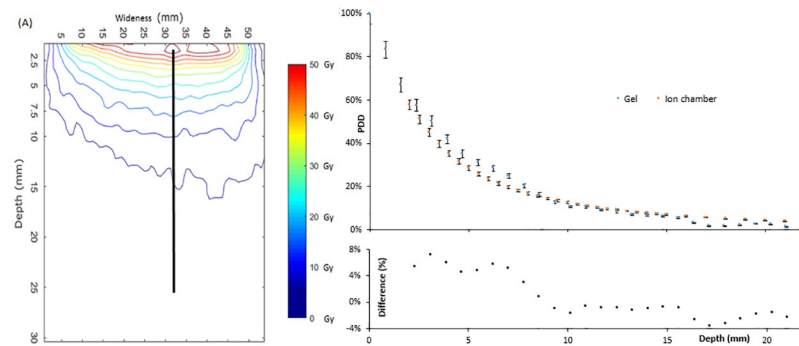 (A)
Wideness (mm)
5 10 15 20 25 30 35 40 45 50
2.5
5
7.5
10
15
20
25
30
Depth (mm)
50 Gy
40 Gy
30 Gy
20 Gy
10 Gy
0 Gy
100%
80%
60%
40%
20%
0%
PDD
Gel Ion chamber
8%
4%
0%
-4%
Difference (%)
0 5 10 15 20
Depth (mm)